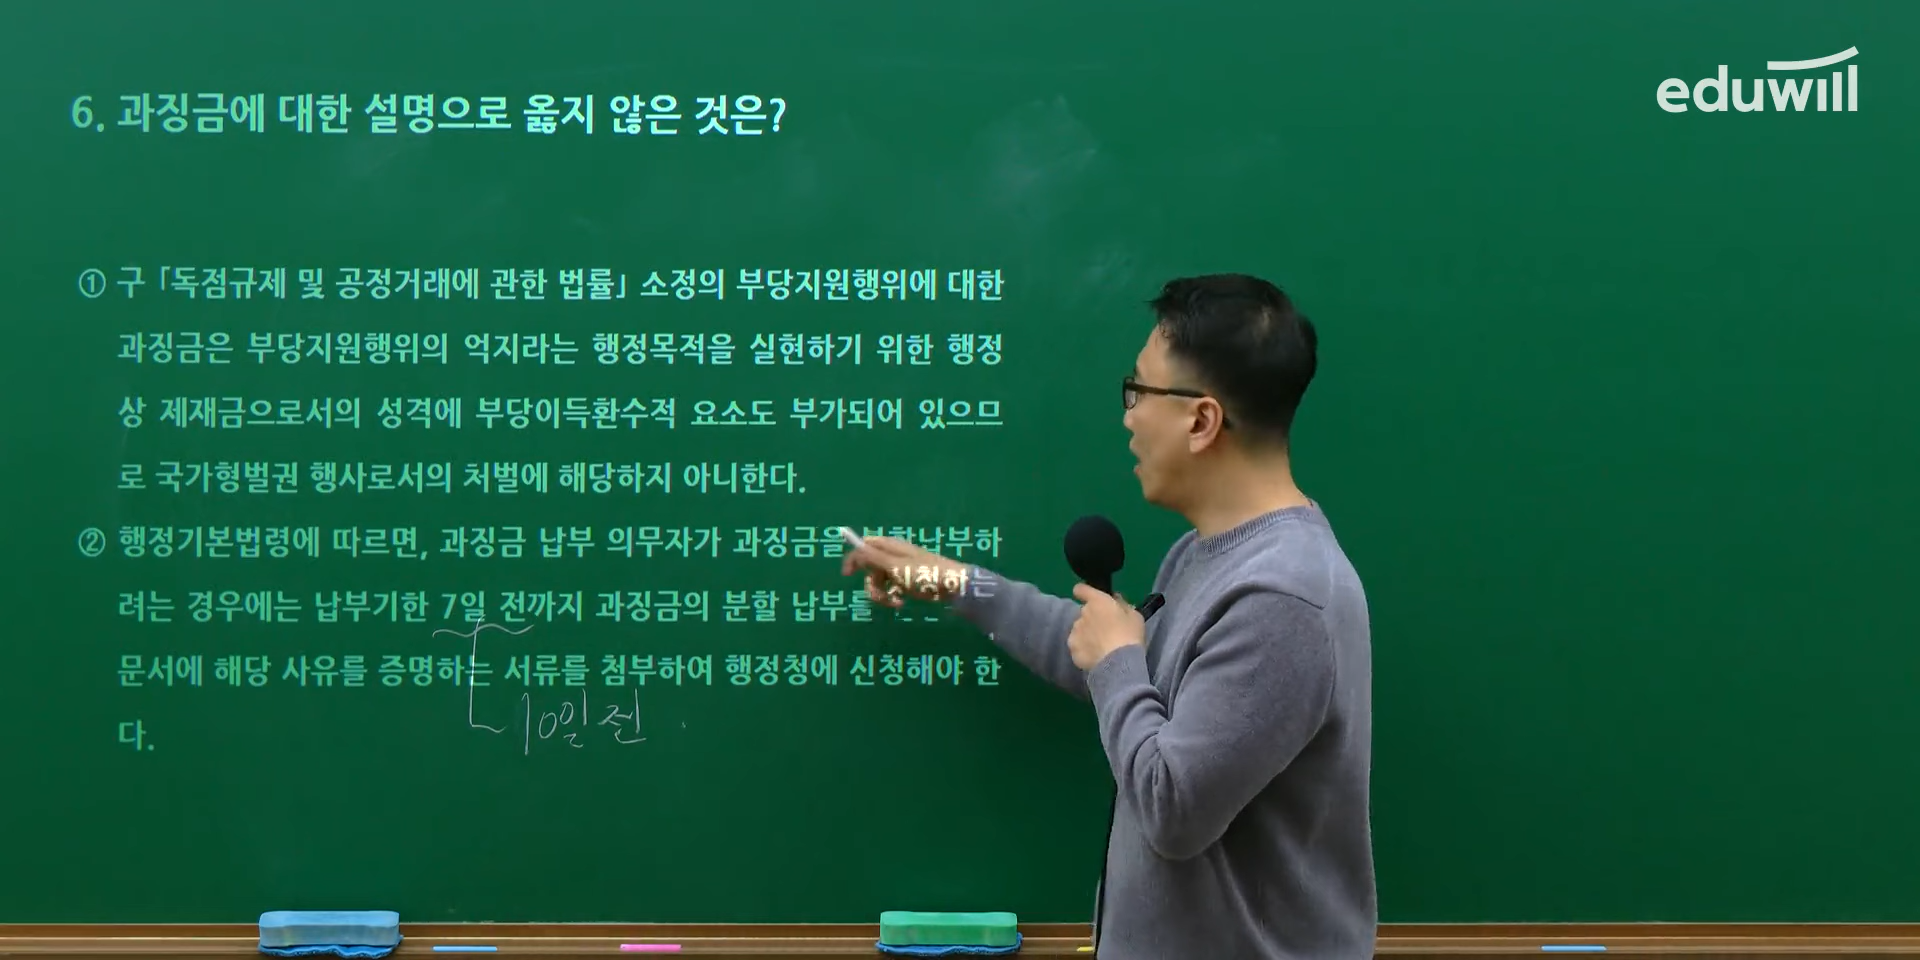 eduwill
6. 과징금에 대한 설명으로 옳지 않은 것은?
① 구 「독점규제 및 공정거래에 관한 법률」 소정의 부당지원행위에 대한
과징금은 부당지원행위의 억지라는 행정목적을 실현하기 위한 행정
상 제재금으로서의 성격에 부당이득환수적 요소도 부가되어 있으므
로 국가형벌권 행사로서의 처벌에 해당하지 아니한다.
② 행정기본법령에 따르면, 과징금 납부 의무자가 과징금을 분할납부하
려는 경우에는 납부기한 7일 전까지 과징금의 분할 납부를 신청하는
문서에 해당 사유를 증명하는 서류를 첨부하여 행정청에 신청해야 한
다.
10일 전